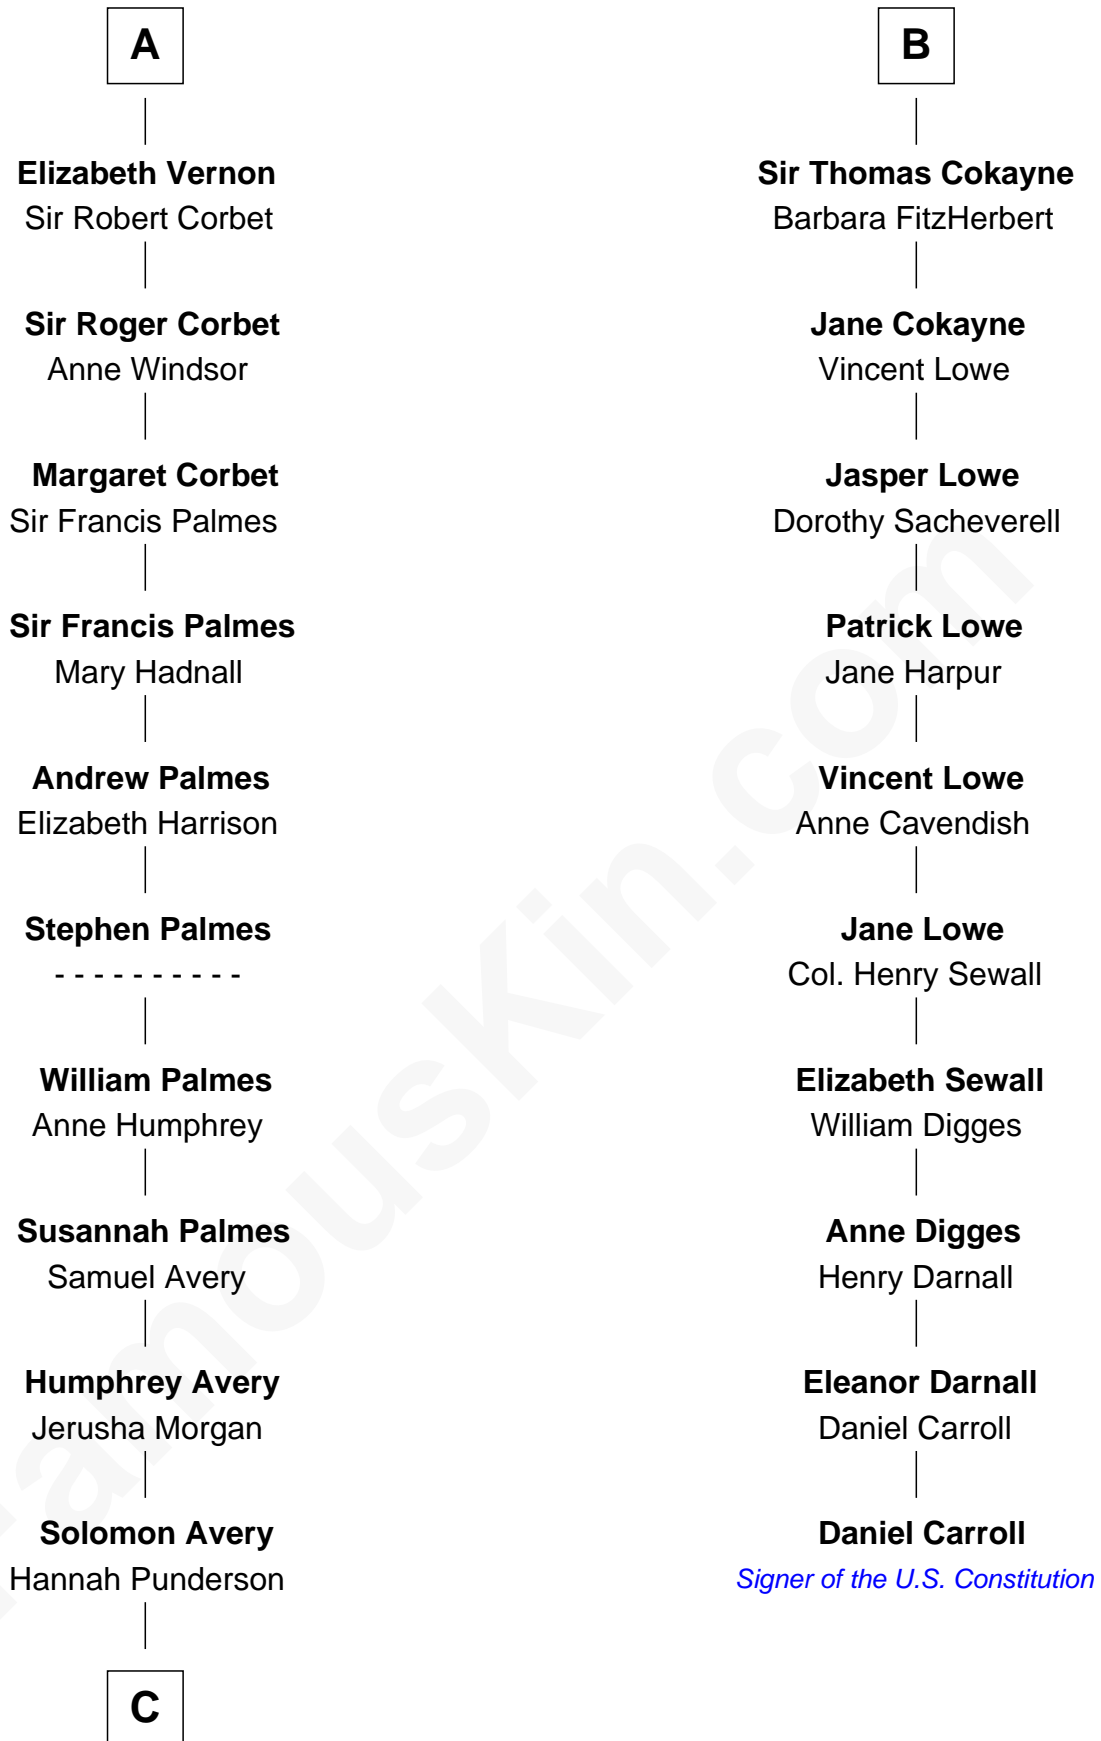 A
Elizabeth Vernon
Sir Robert Corbet
Sir Roger Corbet
Anne Windsor
Margaret Corbet
Sir Francis Palmes
Sir Francis Palmes
Mary Hadnall
Andrew Palmes
Elizabeth Harrison
Stephen Palmes
- - - - - - - - - -
William Palmes
Anne Humphrey
Susannah Palmes
Samuel Avery
Humphrey Avery
Jerusha Morgan
Solomon Avery
Hannah Punderson
C
B
Sir Thomas Cokayne
Barbara FitzHerbert
Jane Cokayne
Vincent Lowe
Jasper Lowe
Dorothy Sacheverell
Patrick Lowe
Jane Harpur
Vincent Lowe
Anne Cavendish
Jane Lowe
Col. Henry Sewall
Elizabeth Sewall
William Digges
Anne Digges
Henry Darnall
Eleanor Darnall
Daniel Carroll
Daniel Carroll
Signer of the U.S. Constitution
FamousKin.com